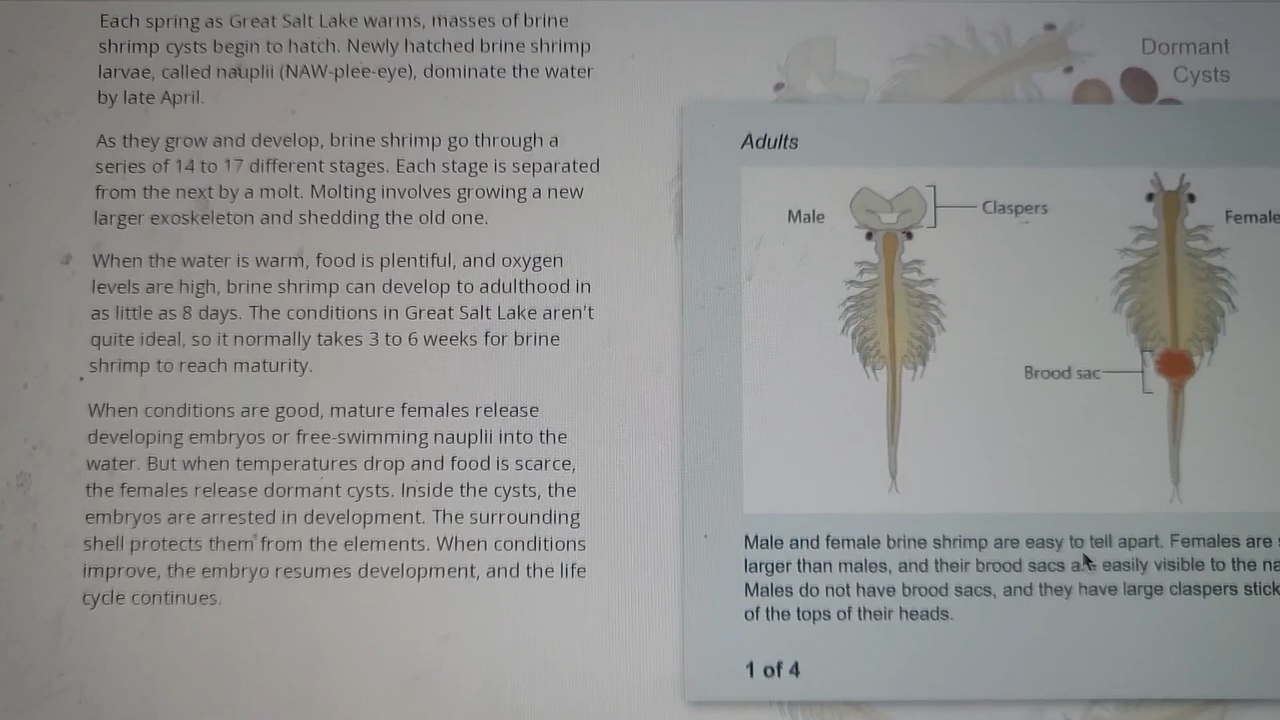 Each spring as Great Salt Lake warms, masses of brine
shrimp cysts begin to hatch. Newly hatched brine shrimp
larvae, called nauplii (NAW-plee-eye), dominate the water
by late April.
As they grow and develop, brine shrimp go through a
series of 14 to 17 different stages. Each stage is separated
from the next by a molt. Molting involves growing a new
larger exoskeleton and shedding the old one.
When the water is warm, food is plentiful, and oxygen
levels are high, brine shrimp can develop to adulthood in
as little as 8 days. The conditions in Great Salt Lake aren't
quite ideal, so it normally takes 3 to 6 weeks for brine
shrimp to reach maturity.
When conditions are good, mature females release
developing embryos or free-swimming nauplii into the
water. But when temperatures drop and food is scarce,
the females release dormant cysts. Inside the cysts, the
embryos are arrested in development. The surrounding
shell protects them from the elements. When conditions
improve, the embryo resumes development, and the life
cycle continues.
Dormant
Cysts
Adults
Male
Claspers
Female
Brood sac
Male and female brine shrimp are easy to tell apart. Females are
larger than males, and their brood sacs are easily visible to the
Males do not have brood sacs, and they have large claspers
of the tops of their heads.
1 of 4